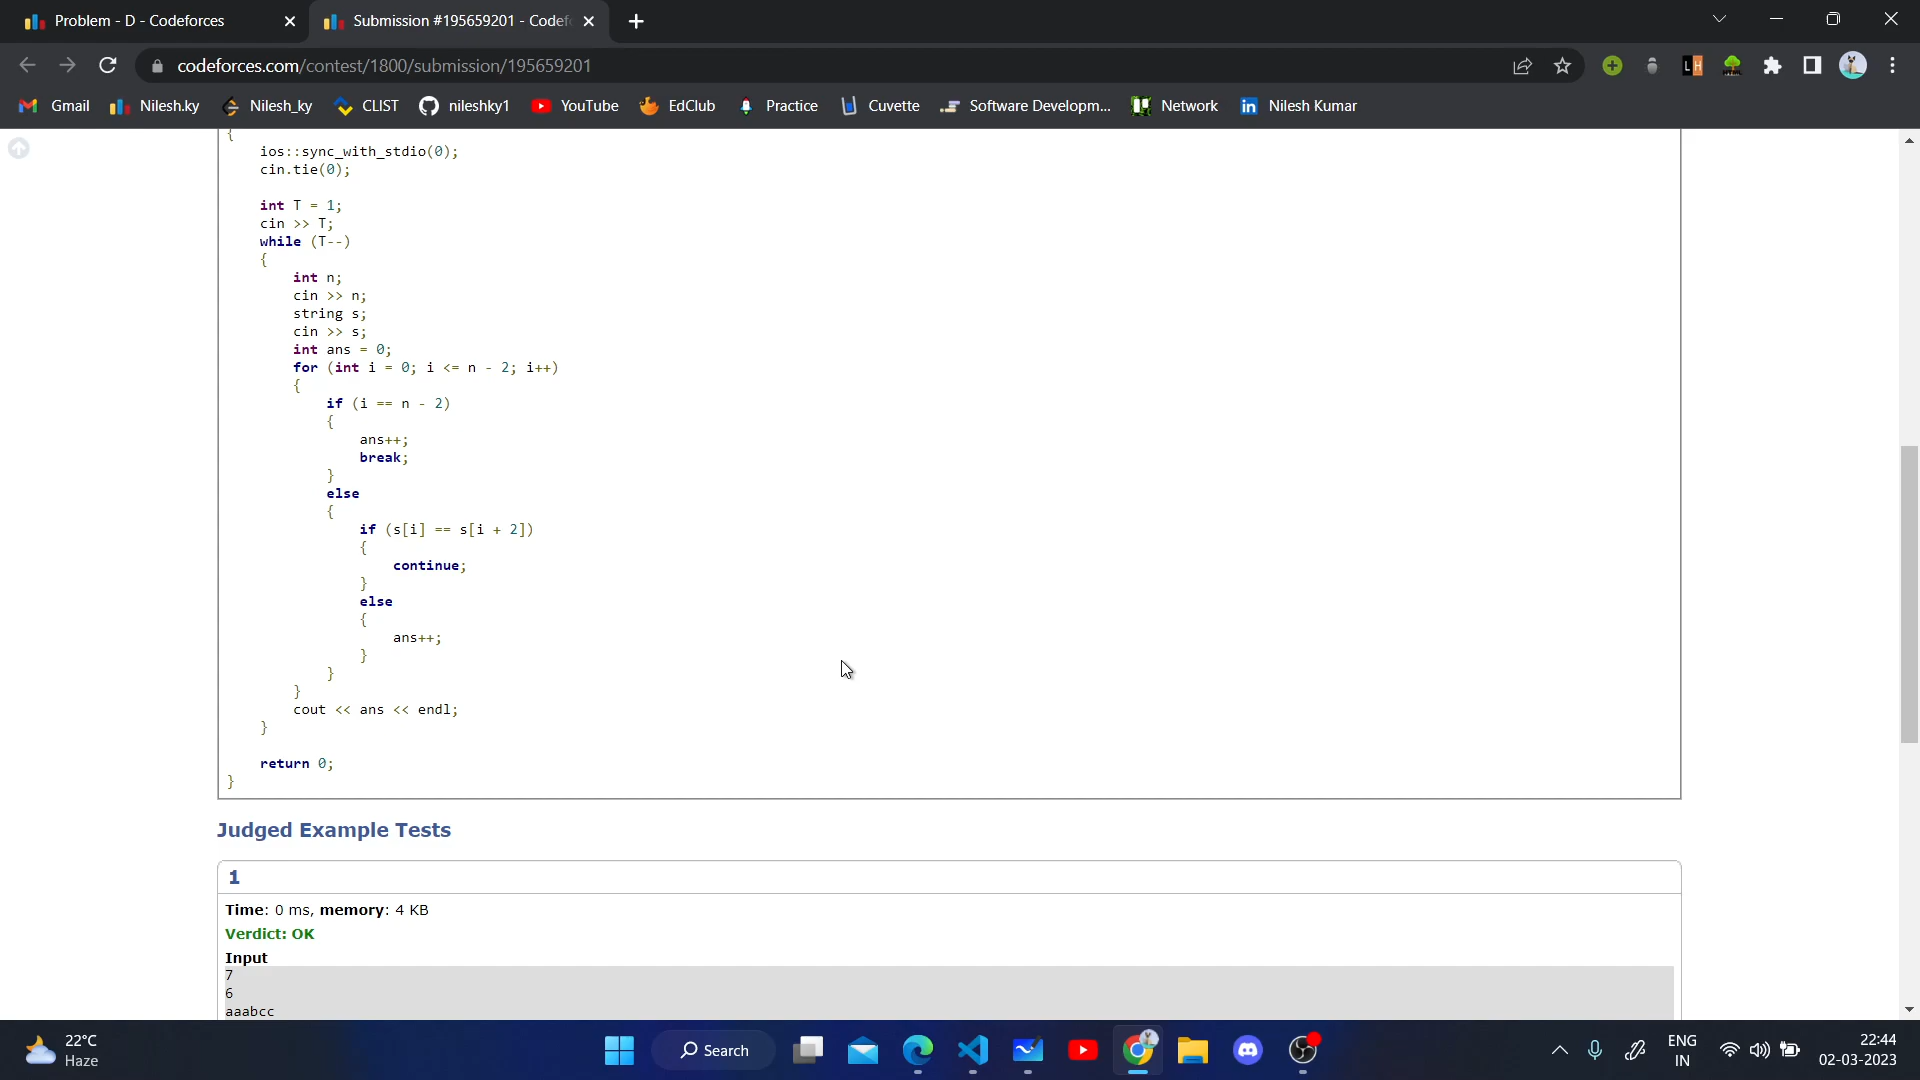 Problem - D - Codeforces
Submission #195659201 - Codef
codeforces.com/contest/1800/submission/195659201
Gmail
Nilesh.ky
Nilesh_ky
CLIST
nileshky1
YouTube
EdClub
Practice
Cuvette
Software Developm...
Network
Nilesh Kumar
{
ios::sync_with_stdio(0);
cin.tie(0);
int T = 1;
cin >> T;
while (T--)
{
int n;
cin >> n;
string s;
cin >> s;
int ans = 0;
for (int i = 0; i <= n - 2; i++)
{
if (i == n - 2)
{
ans++;
break;
}
else
{
if (s[i] == s[i + 2])
{
continue;
}
else
{
ans++;
}
}
}
cout << ans << endl;
}
return 0;
}
Judged Example Tests
1
Time: 0 ms, memory: 4 KB
Verdict: OK
Input
7
6
aaabcc
22°C
Haze
Search
ENG
IN
22:44
02-03-2023